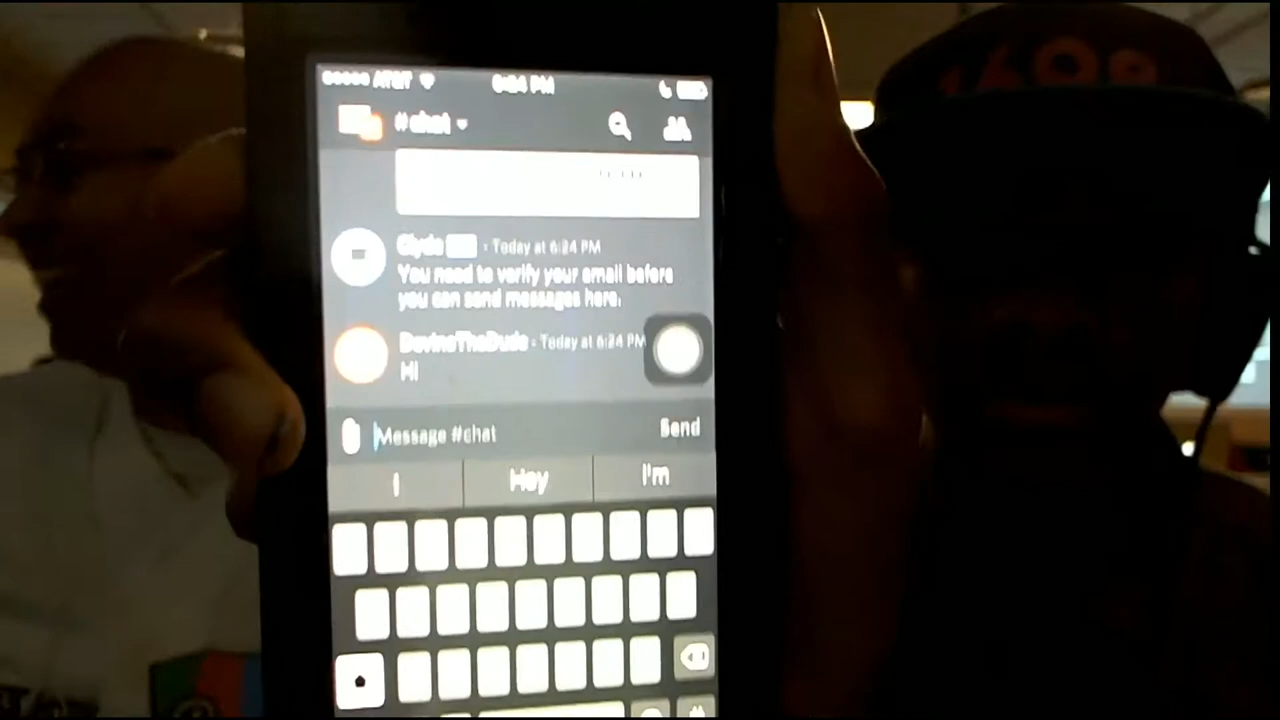 AT&T 6:24 PM
#chat
Clyde - Today at 6:24 PM
You need to verify your email before
you can send messages here.
DevineTheDude - Today at 6:24 PM
Hi
Message #chat Send
I Hey I'm